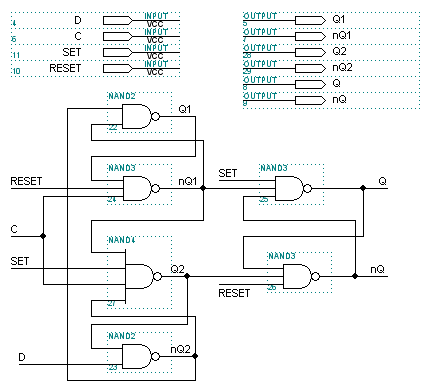 4 D INPUT VCC
6 C INPUT VCC
11 SET INPUT VCC
10 RESET INPUT VCC
OUTPUT 5 Q1
OUTPUT 7 nQ1
OUTPUT 28 Q2
OUTPUT 29 nQ2
OUTPUT 8 Q
OUTPUT 9 nQ
NAND2
Q1
22
NAND3 NAND3
SET
RESET nQ1 Q
24 25
C
NAND4
NAND3
SET Q2 nQ
26
RESET
27
NAND2
nQ2
D
23